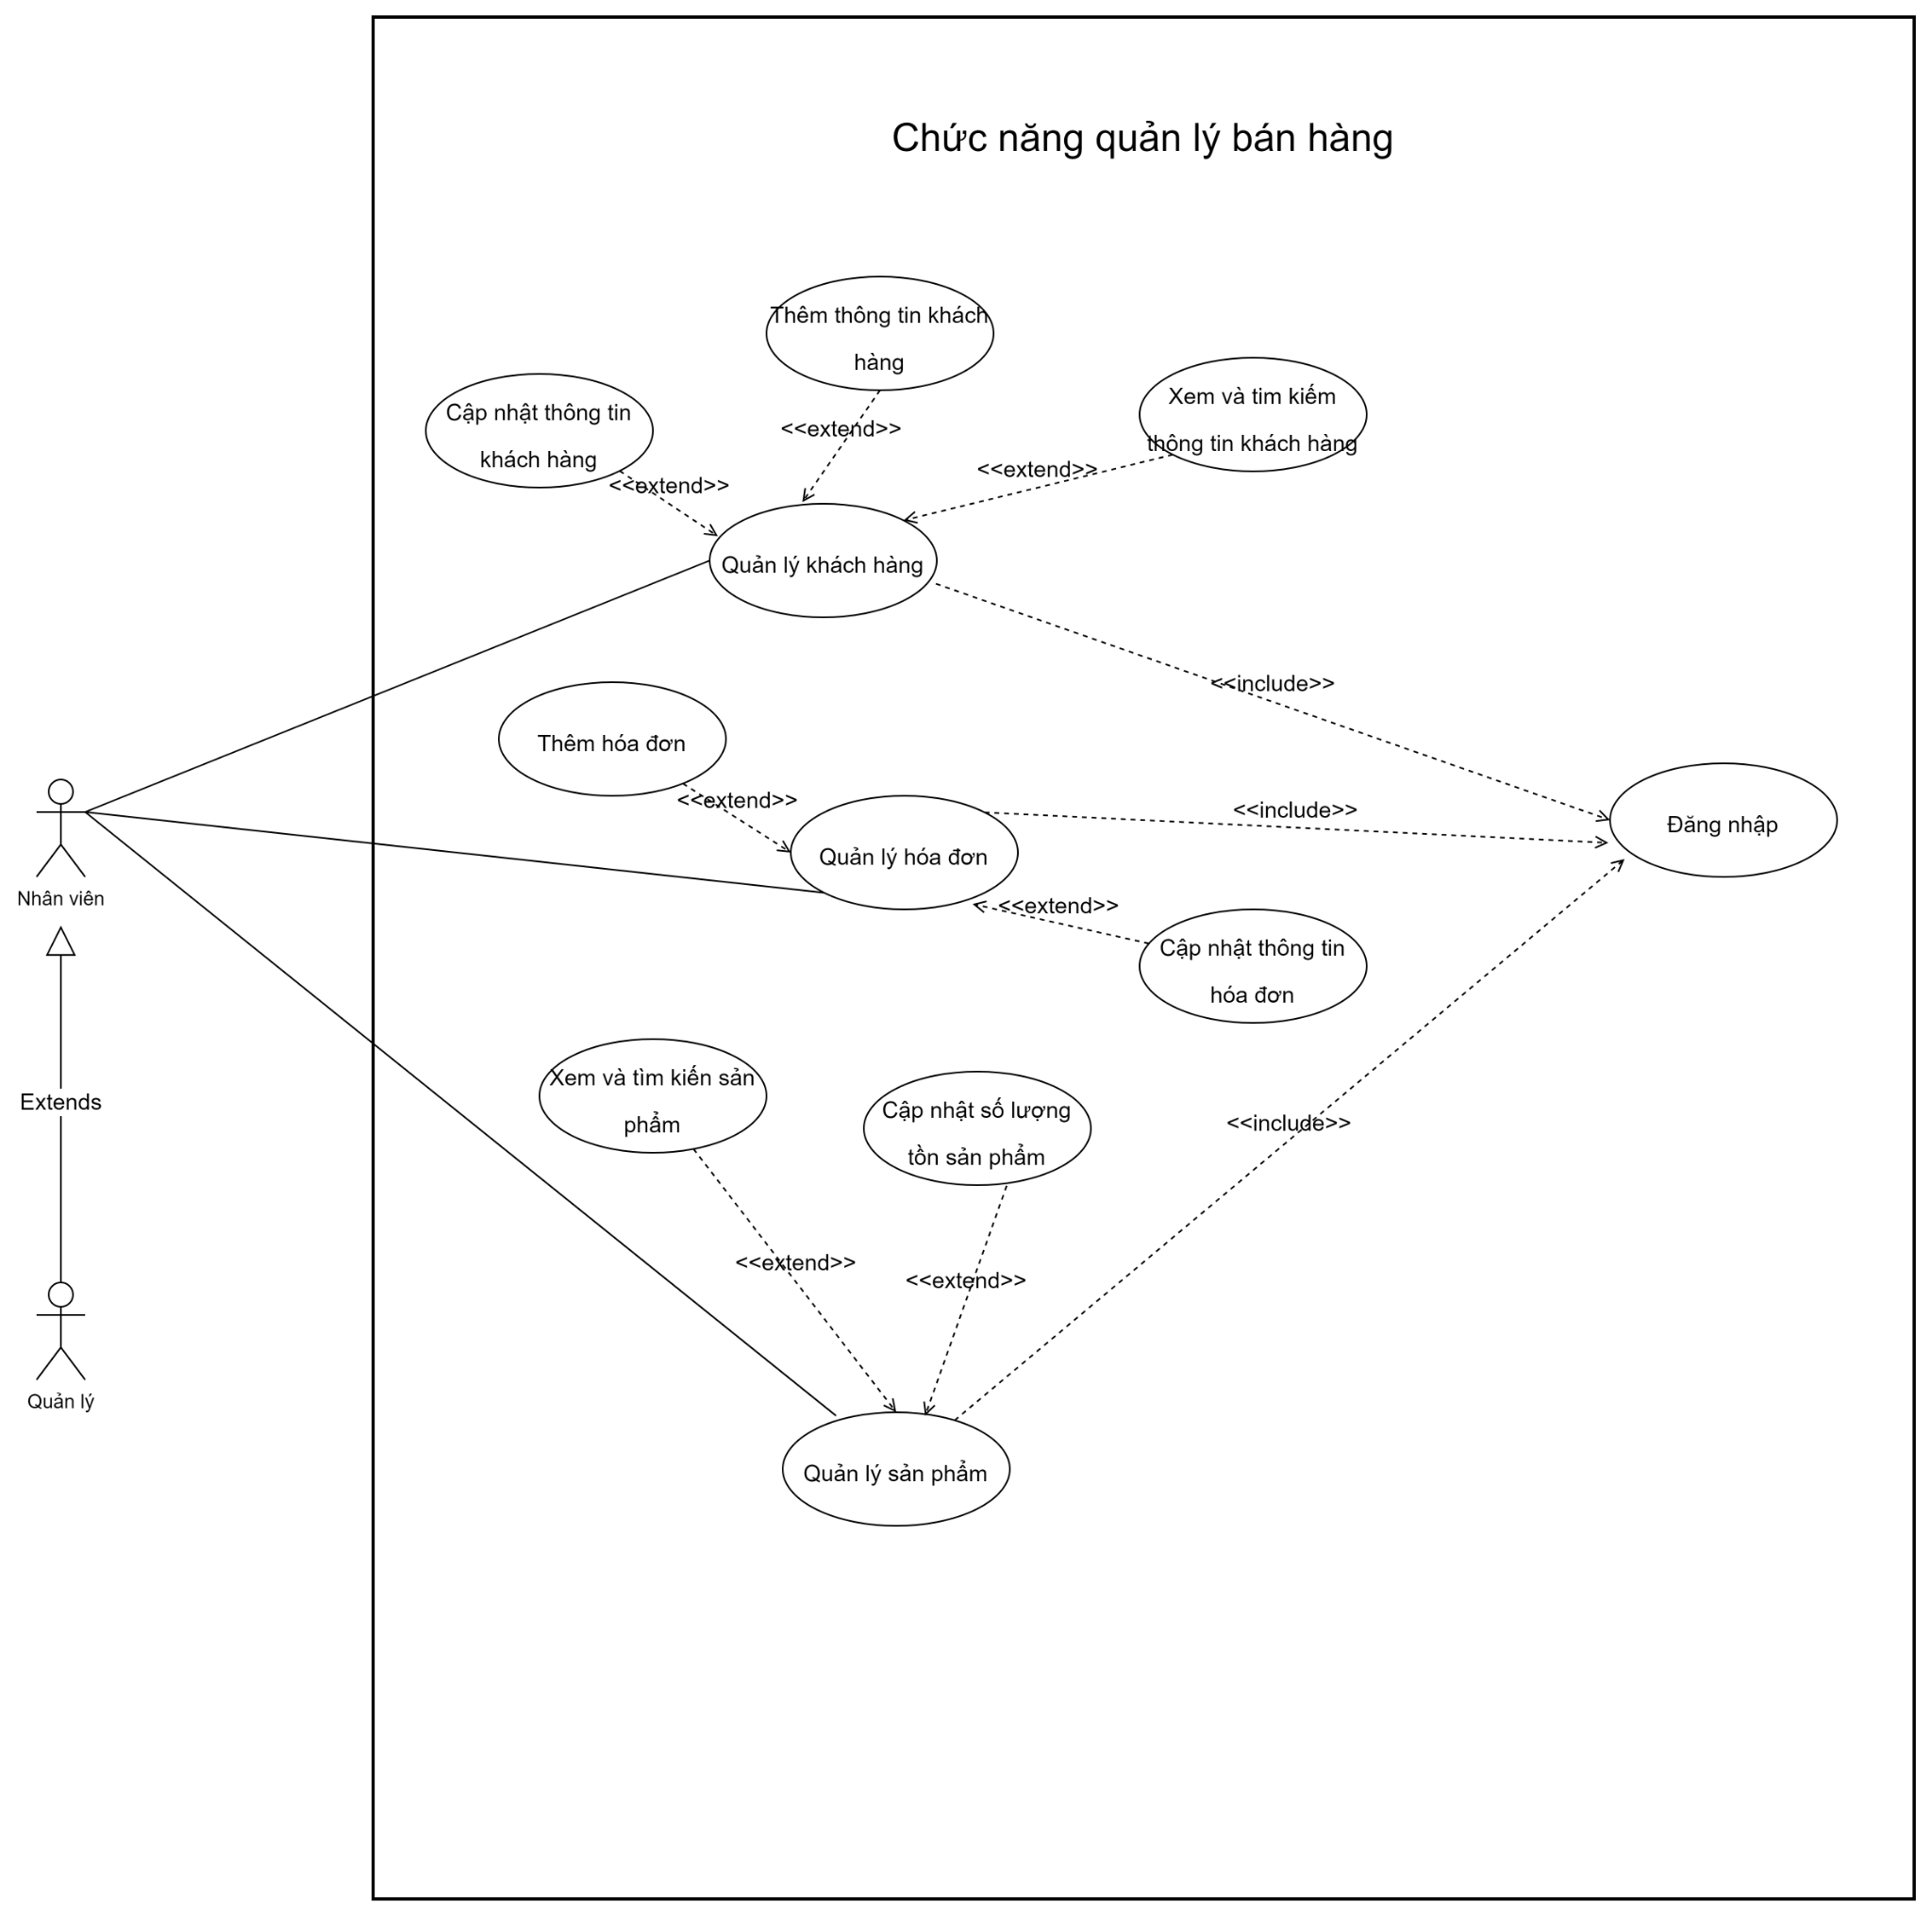 Chức năng quản lý bán hàng
Thêm thông tin khách
hàng
Xem và tim kiếm
thông tin khách hàng
Cập nhật thông tin
khách hàng
<<extend>>
<<extend>>
<<extend>>
Quản lý khách hàng
<<include>>
Thêm hóa đơn
<<extend>>
<<include>>
Đăng nhập
Quản lý hóa đơn
Nhân viên
<<extend>>
Cập nhật thông tin
hóa đơn
Extends
Xem và tìm kiến sản
phẩm
Cập nhật số lượng
tồn sản phẩm
<<include>>
<<extend>>
<<extend>>
Quản lý
Quản lý sản phẩm